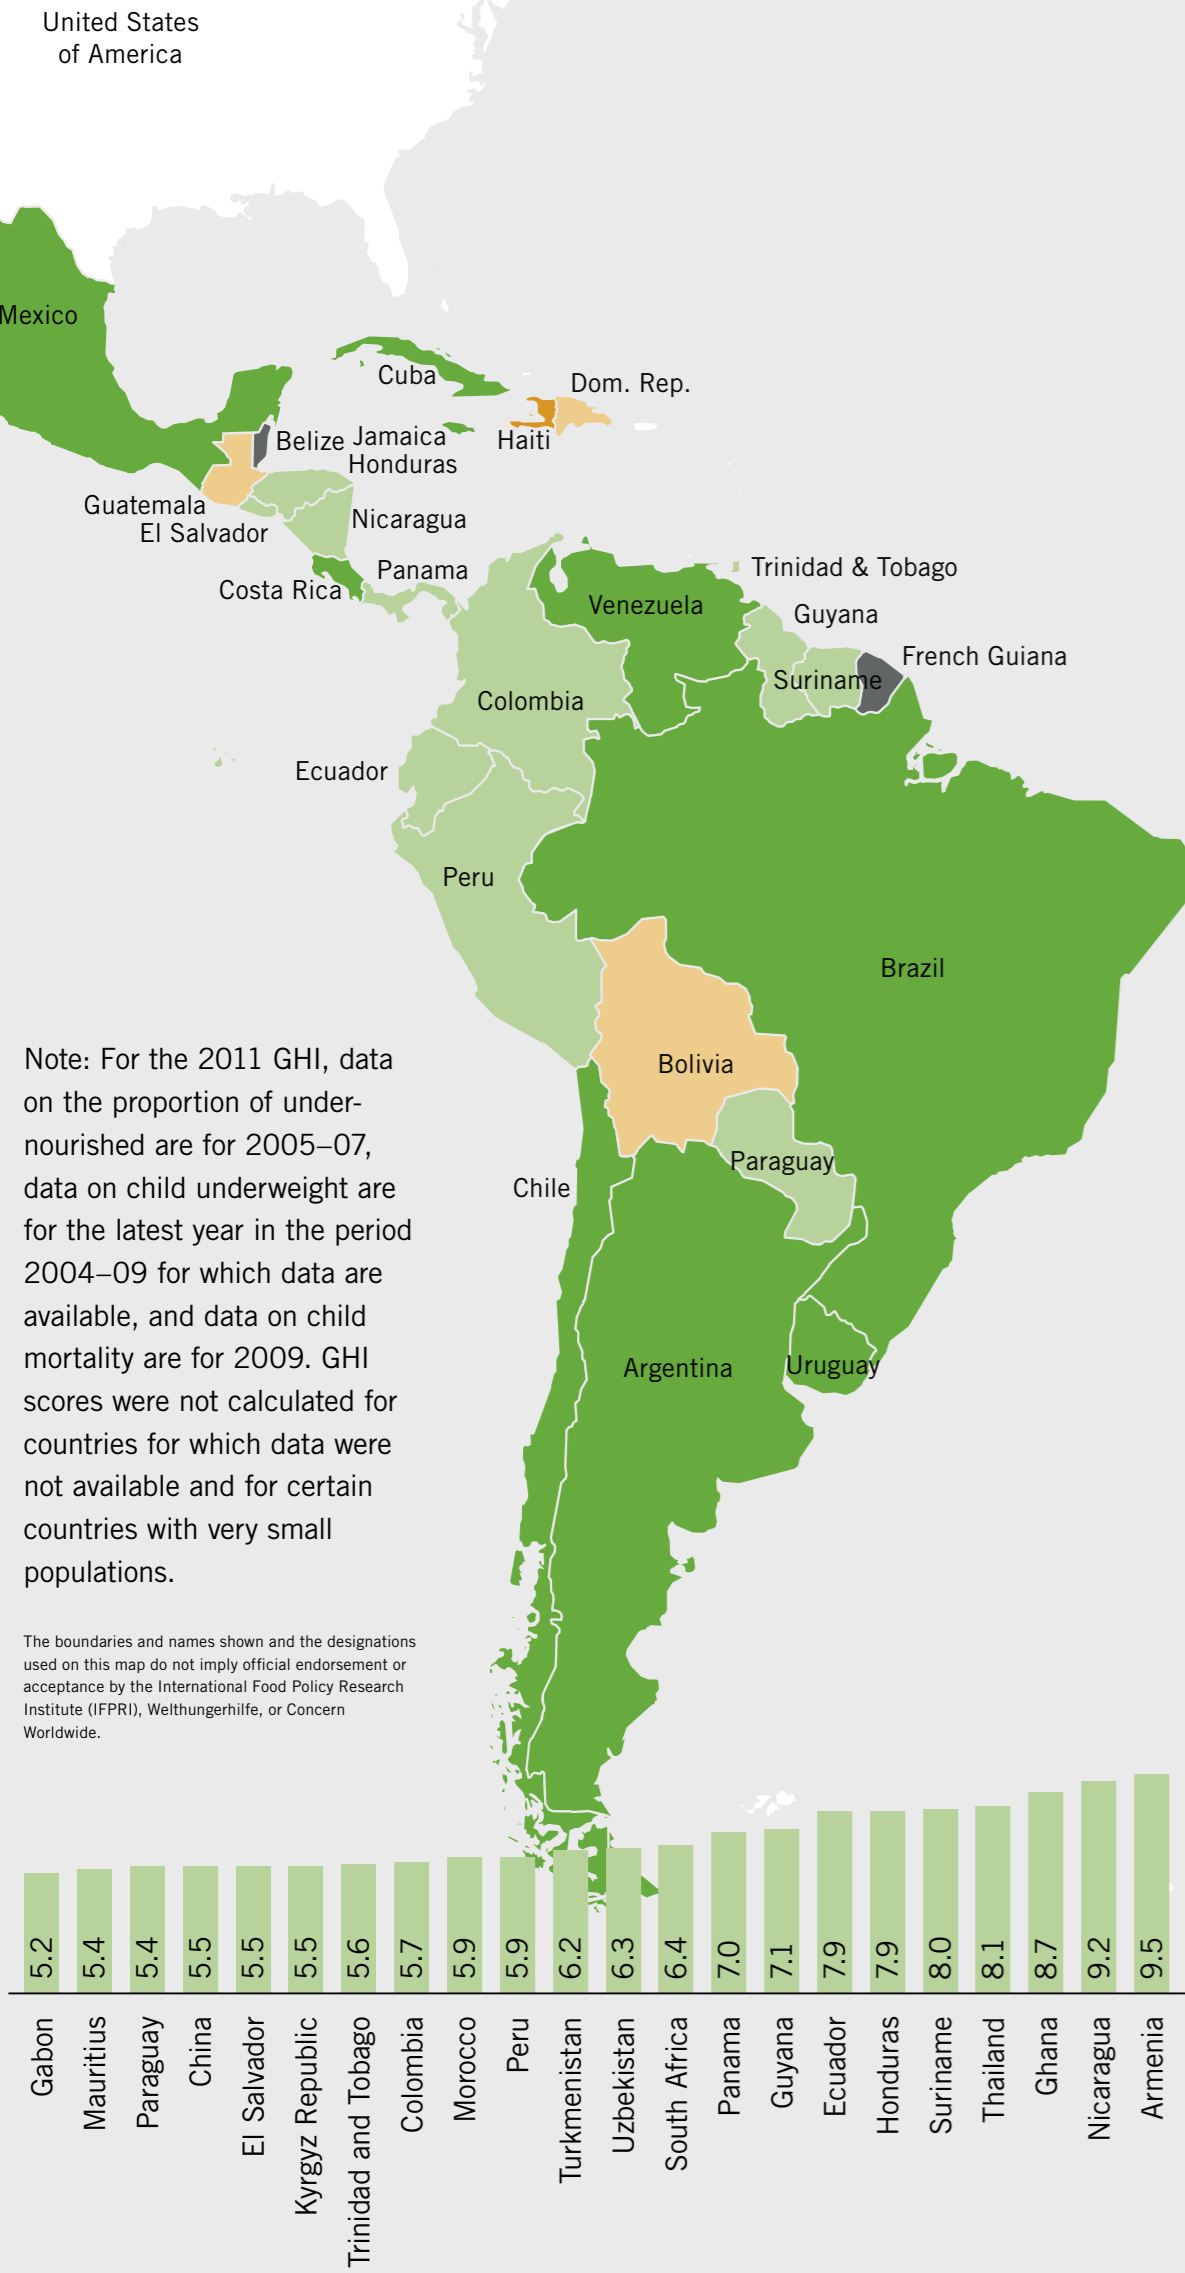 United States
of America
Mexico
Cuba
Dom. Rep.
Haiti
Belize
Jamaica
Honduras
Guatemala
El Salvador
Nicaragua
Costa Rica
Panama
Trinidad & Tobago
Venezuela
Guyana
French Guiana
Suriname
Colombia
Ecuador
Peru
Brazil
Bolivia
Paraguay
Chile
Argentina
Uruguay
Note: For the 2011 GHI, data
on the proportion of under-
nourished are for 2005–07,
data on child underweight are
for the latest year in the period
2004–09 for which data are
available, and data on child
mortality are for 2009. GHI
scores were not calculated for
countries for which data were
not available and for certain
countries with very small
populations.
The boundaries and names shown and the designations
used on this map do not imply official endorsement or
acceptance by the International Food Policy Research
Institute (IFPRI), Welthungerhilfe, or Concern
Worldwide.
5.2
5.4
5.4
5.5
5.5
5.5
5.6
5.7
5.9
5.9
6.2
6.3
6.4
7.0
7.1
7.9
7.9
8.0
8.1
8.7
9.2
9.5
Gabon
Mauritius
Paraguay
China
El Salvador
Kyrgyz Republic
Trinidad and Tobago
Colombia
Morocco
Peru
Turkmenistan
Uzbekistan
South Africa
Panama
Guyana
Ecuador
Honduras
Suriname
Thailand
Ghana
Nicaragua
Armenia